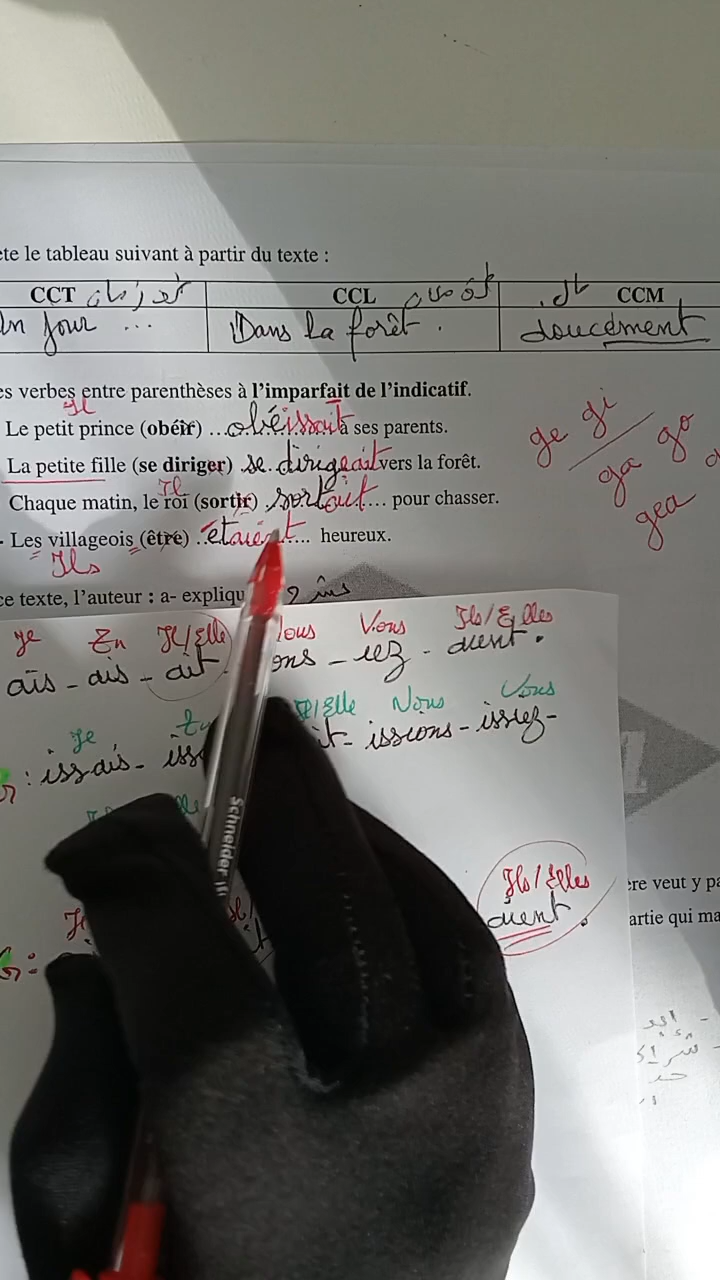 ète le tableau suivant à partir du texte :
CCT CCL CCM
un jour ... Dans la forêt . doucement
es verbes entre parenthèses à l'imparfait de l'indicatif.
Il
Le petit prince (obéir) ...obéissait à ses parents.
ge gi
ga go
gea
La petite fille (se diriger) .se dirigeait vers la forêt.
Il
Chaque matin, le roi (sortir) .sortait.... pour chasser.
- Les villageois (être) ..étaient... heureux.
Ils
ce texte, l'auteur : a- expliqu
je Tu Il/Elle Nous Vous Ils/Elles
ais - ais - ait ons - iez - aient.
je Tu Il/Elle Nous Vous
: issais - iss it - issions - issiez -
Ils/Elles
aient.
ère veut y pa
artie qui ma
Schneider